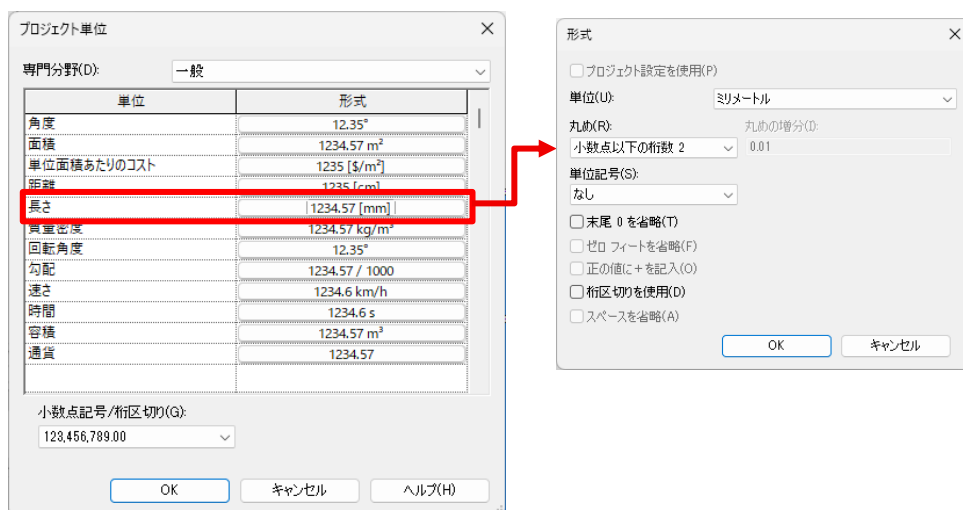 プロジェクト単位
専門分野(D): 一般
単位 形式
角度 12.35°
面積 1234.57 m²
単位面積あたりのコスト 1235 [$/m²]
距離 1235 [cm]
長さ 1234.57 [mm]
質量密度 1234.57 kg/m³
回転角度 12.35°
勾配 1234.57 / 1000
速さ 1234.6 km/h
時間 1234.6 s
容積 1234.57 m³
通貨 1234.57
小数点記号/桁区切り(G):
123,456,789.00
OK キャンセル ヘルプ(H)
形式
プロジェクト設定を使用(P)
単位(U): ミリメートル
丸め(R): 丸めの増分(I):
小数点以下の桁数 2 0.01
単位記号(S):
なし
末尾 0 を省略(T)
ゼロ フィートを省略(F)
正の値に + を記入(O)
桁区切りを使用(D)
スペースを省略(A)
OK キャンセル